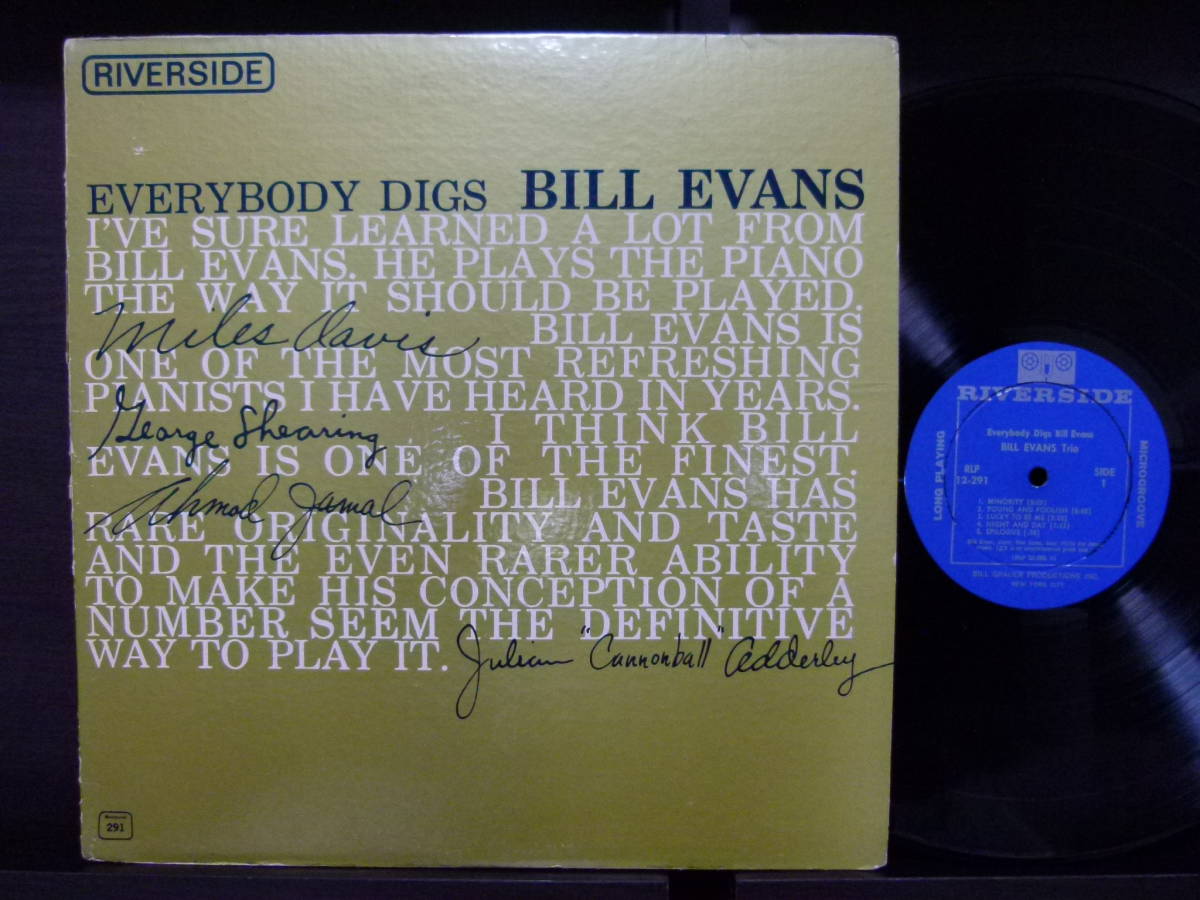 RIVERSIDE
EVERYBODY DIGS BILL EVANS
I'VE SURE LEARNED A LOT FROM
BILL EVANS. HE PLAYS THE PIANO
THE WAY IT SHOULD BE PLAYED.
Miles Davis BILL EVANS IS
ONE OF THE MOST REFRESHING
PIANISTS I HAVE HEARD IN YEARS.
George Shearing I THINK BILL
EVANS IS ONE OF THE FINEST.
Ahmad Jamal BILL EVANS HAS
RARE ORIGINALITY AND TASTE
AND THE EVEN RARER ABILITY
TO MAKE HIS CONCEPTION OF A
NUMBER SEEM THE DEFINITIVE
WAY TO PLAY IT. Julian "Cannonball" Adderley
291
RIVERSIDE
LONG PLAYING
MICROGROOVE
Everybody Digs Bill Evans
BILL EVANS Trio
RLP
12-291
SIDE
1
1. MINORITY
2. YOUNG AND FOOLISH
3. LUCKY TO BE ME
4. NIGHT AND DAY
5. EPILOGUE
BILL GRAUER PRODUCTIONS INC.
NEW YORK CITY